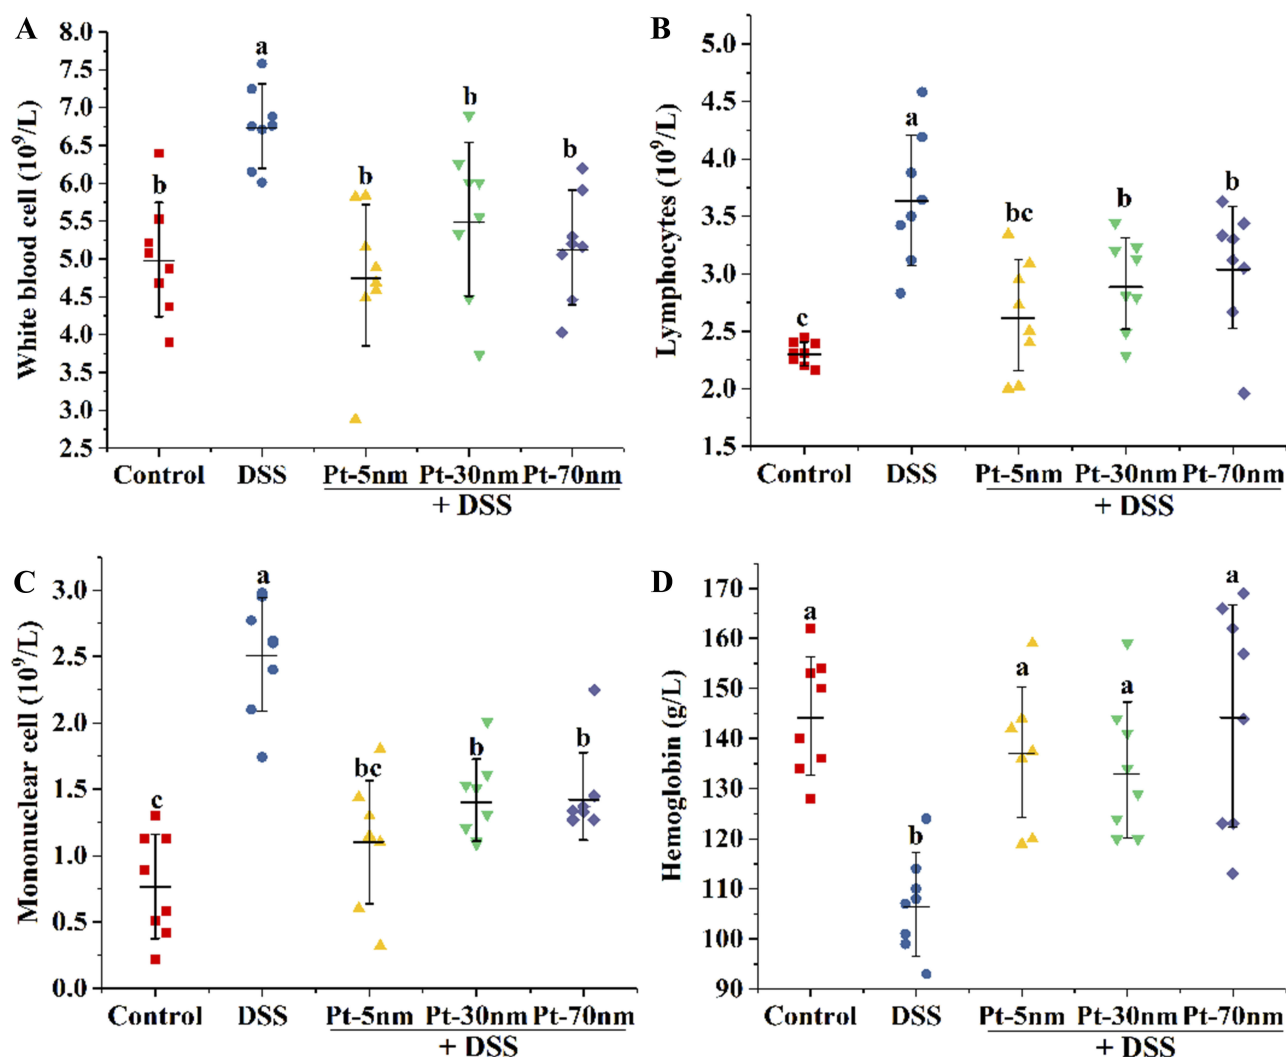 A
White blood cell (10⁹/L)
8.0
7.5
7.0
6.5
6.0
5.5
5.0
4.5
4.0
3.5
3.0
2.5
b
a
b
b
b
Control DSS Pt-5nm Pt-30nm Pt-70nm
+ DSS
B
Lymphocytes (10⁹/L)
5.0
4.5
4.0
3.5
3.0
2.5
2.0
1.5
c
a
bc
b
b
Control DSS Pt-5nm Pt-30nm Pt-70nm
+ DSS
C
Mononuclear cell (10⁹/L)
3.0
2.5
2.0
1.5
1.0
0.5
0.0
c
a
bc
b
b
Control DSS Pt-5nm Pt-30nm Pt-70nm
+ DSS
D
Hemoglobin (g/L)
170
160
150
140
130
120
110
100
90
a
b
a
a
a
Control DSS Pt-5nm Pt-30nm Pt-70nm
+ DSS